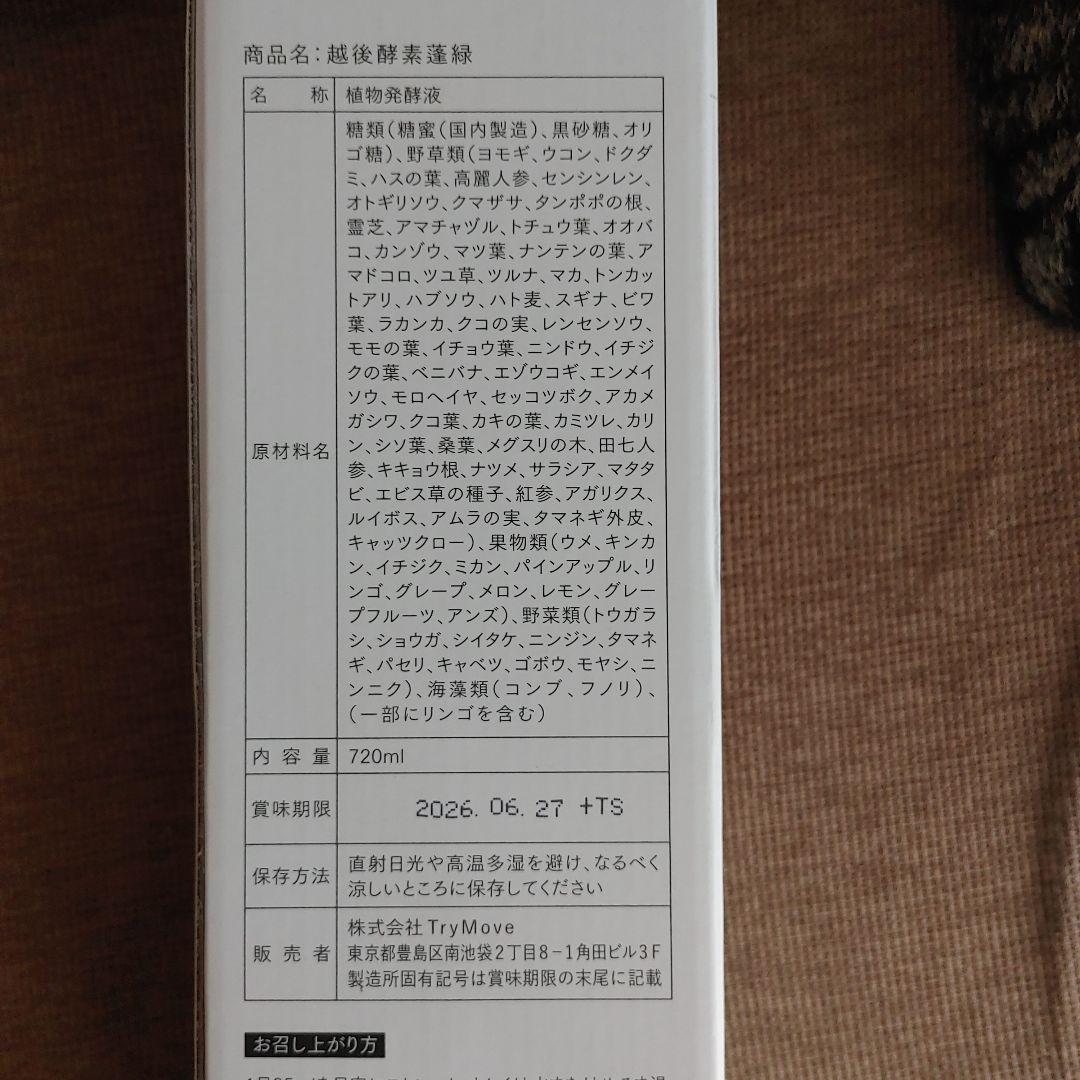 商品名：越後酵素蓬緑
名称 植物発酵液
原材料名
糖類（糖蜜（国内製造）、黒砂糖、オリ
ゴ糖）、野草類（ヨモギ、ウコン、ドクダ
ミ、ハスの葉、高麗人参、センシンレン、
オトギリソウ、クマザサ、タンポポの根、
霊芝、アマチャヅル、トチュウ葉、オオバ
コ、カンゾウ、マツ葉、ナンテンの葉、ア
マドコロ、ツユ草、ツルナ、マカ、トンカッ
トアリ、ハブソウ、ハト麦、スギナ、ビワ
葉、ラカンカ、クコの実、レンセンソウ、
モモの葉、イチョウ葉、ニンドウ、イチジ
クの葉、ベニバナ、エゾウコギ、エンメイ
ソウ、モロヘイヤ、セッコツボク、アカメ
ガシワ、クコ葉、カキの葉、カミツレ、カリ
ン、シソ葉、桑葉、メグスリの木、田七人
参、キキョウ根、ナツメ、サラシア、マタタ
ビ、エビス草の種子、紅参、アガリクス、
ルイボス、アムラの実、タマネギ外皮、
キャッツクロー）、果物類（ウメ、キンカ
ン、イチジク、ミカン、パインアップル、リ
ンゴ、グレープ、メロン、レモン、グレー
プフルーツ、アンズ）、野菜類（トウガラ
シ、ショウガ、シイタケ、ニンジン、タマネ
ギ、パセリ、キャベツ、ゴボウ、モヤシ、ニ
ンニク）、海藻類（コンブ、フノリ）、
（一部にリンゴを含む）
内容量 720ml
賞味期限 2026. 06. 27 +TS
保存方法
直射日光や高温多湿を避け、なるべく
涼しいところに保存してください
販売者
株式会社TryMove
東京都豊島区南池袋2丁目8-1角田ビル3F
製造所固有記号は賞味期限の末尾に記載
お召し上がり方